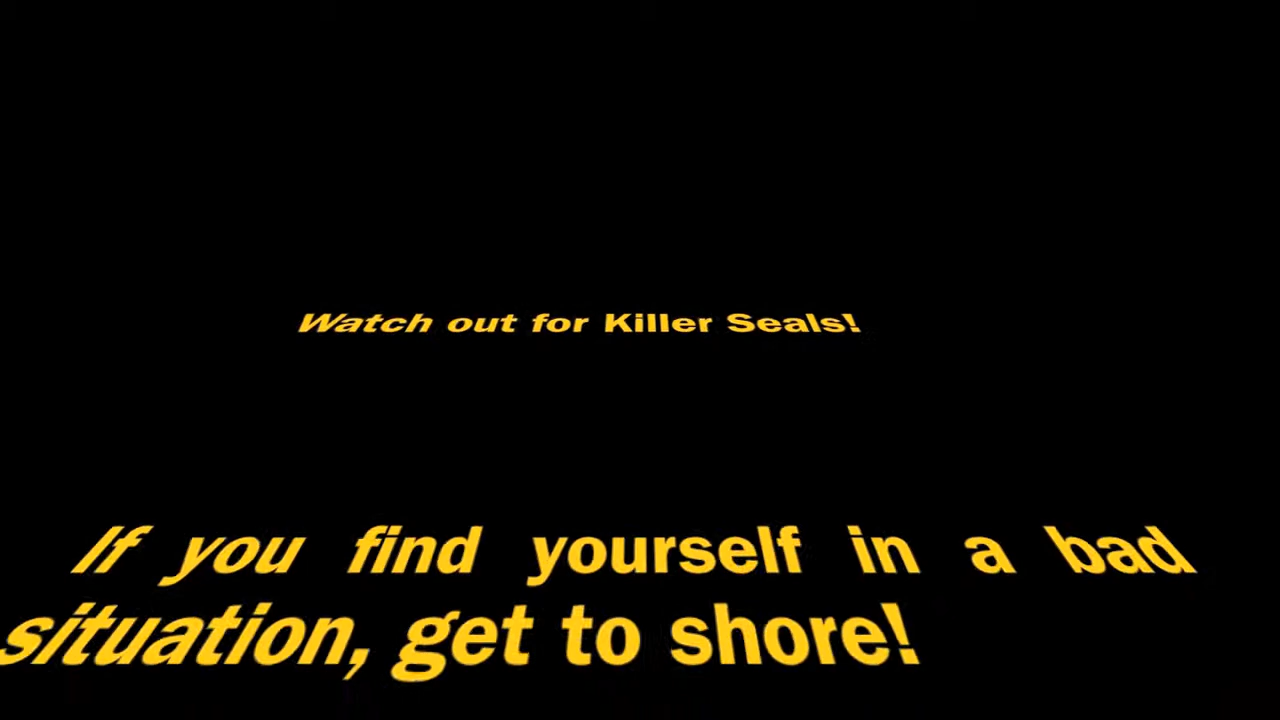 Watch out for Killer Seals!
If you find yourself in a bad
situation, get to shore!